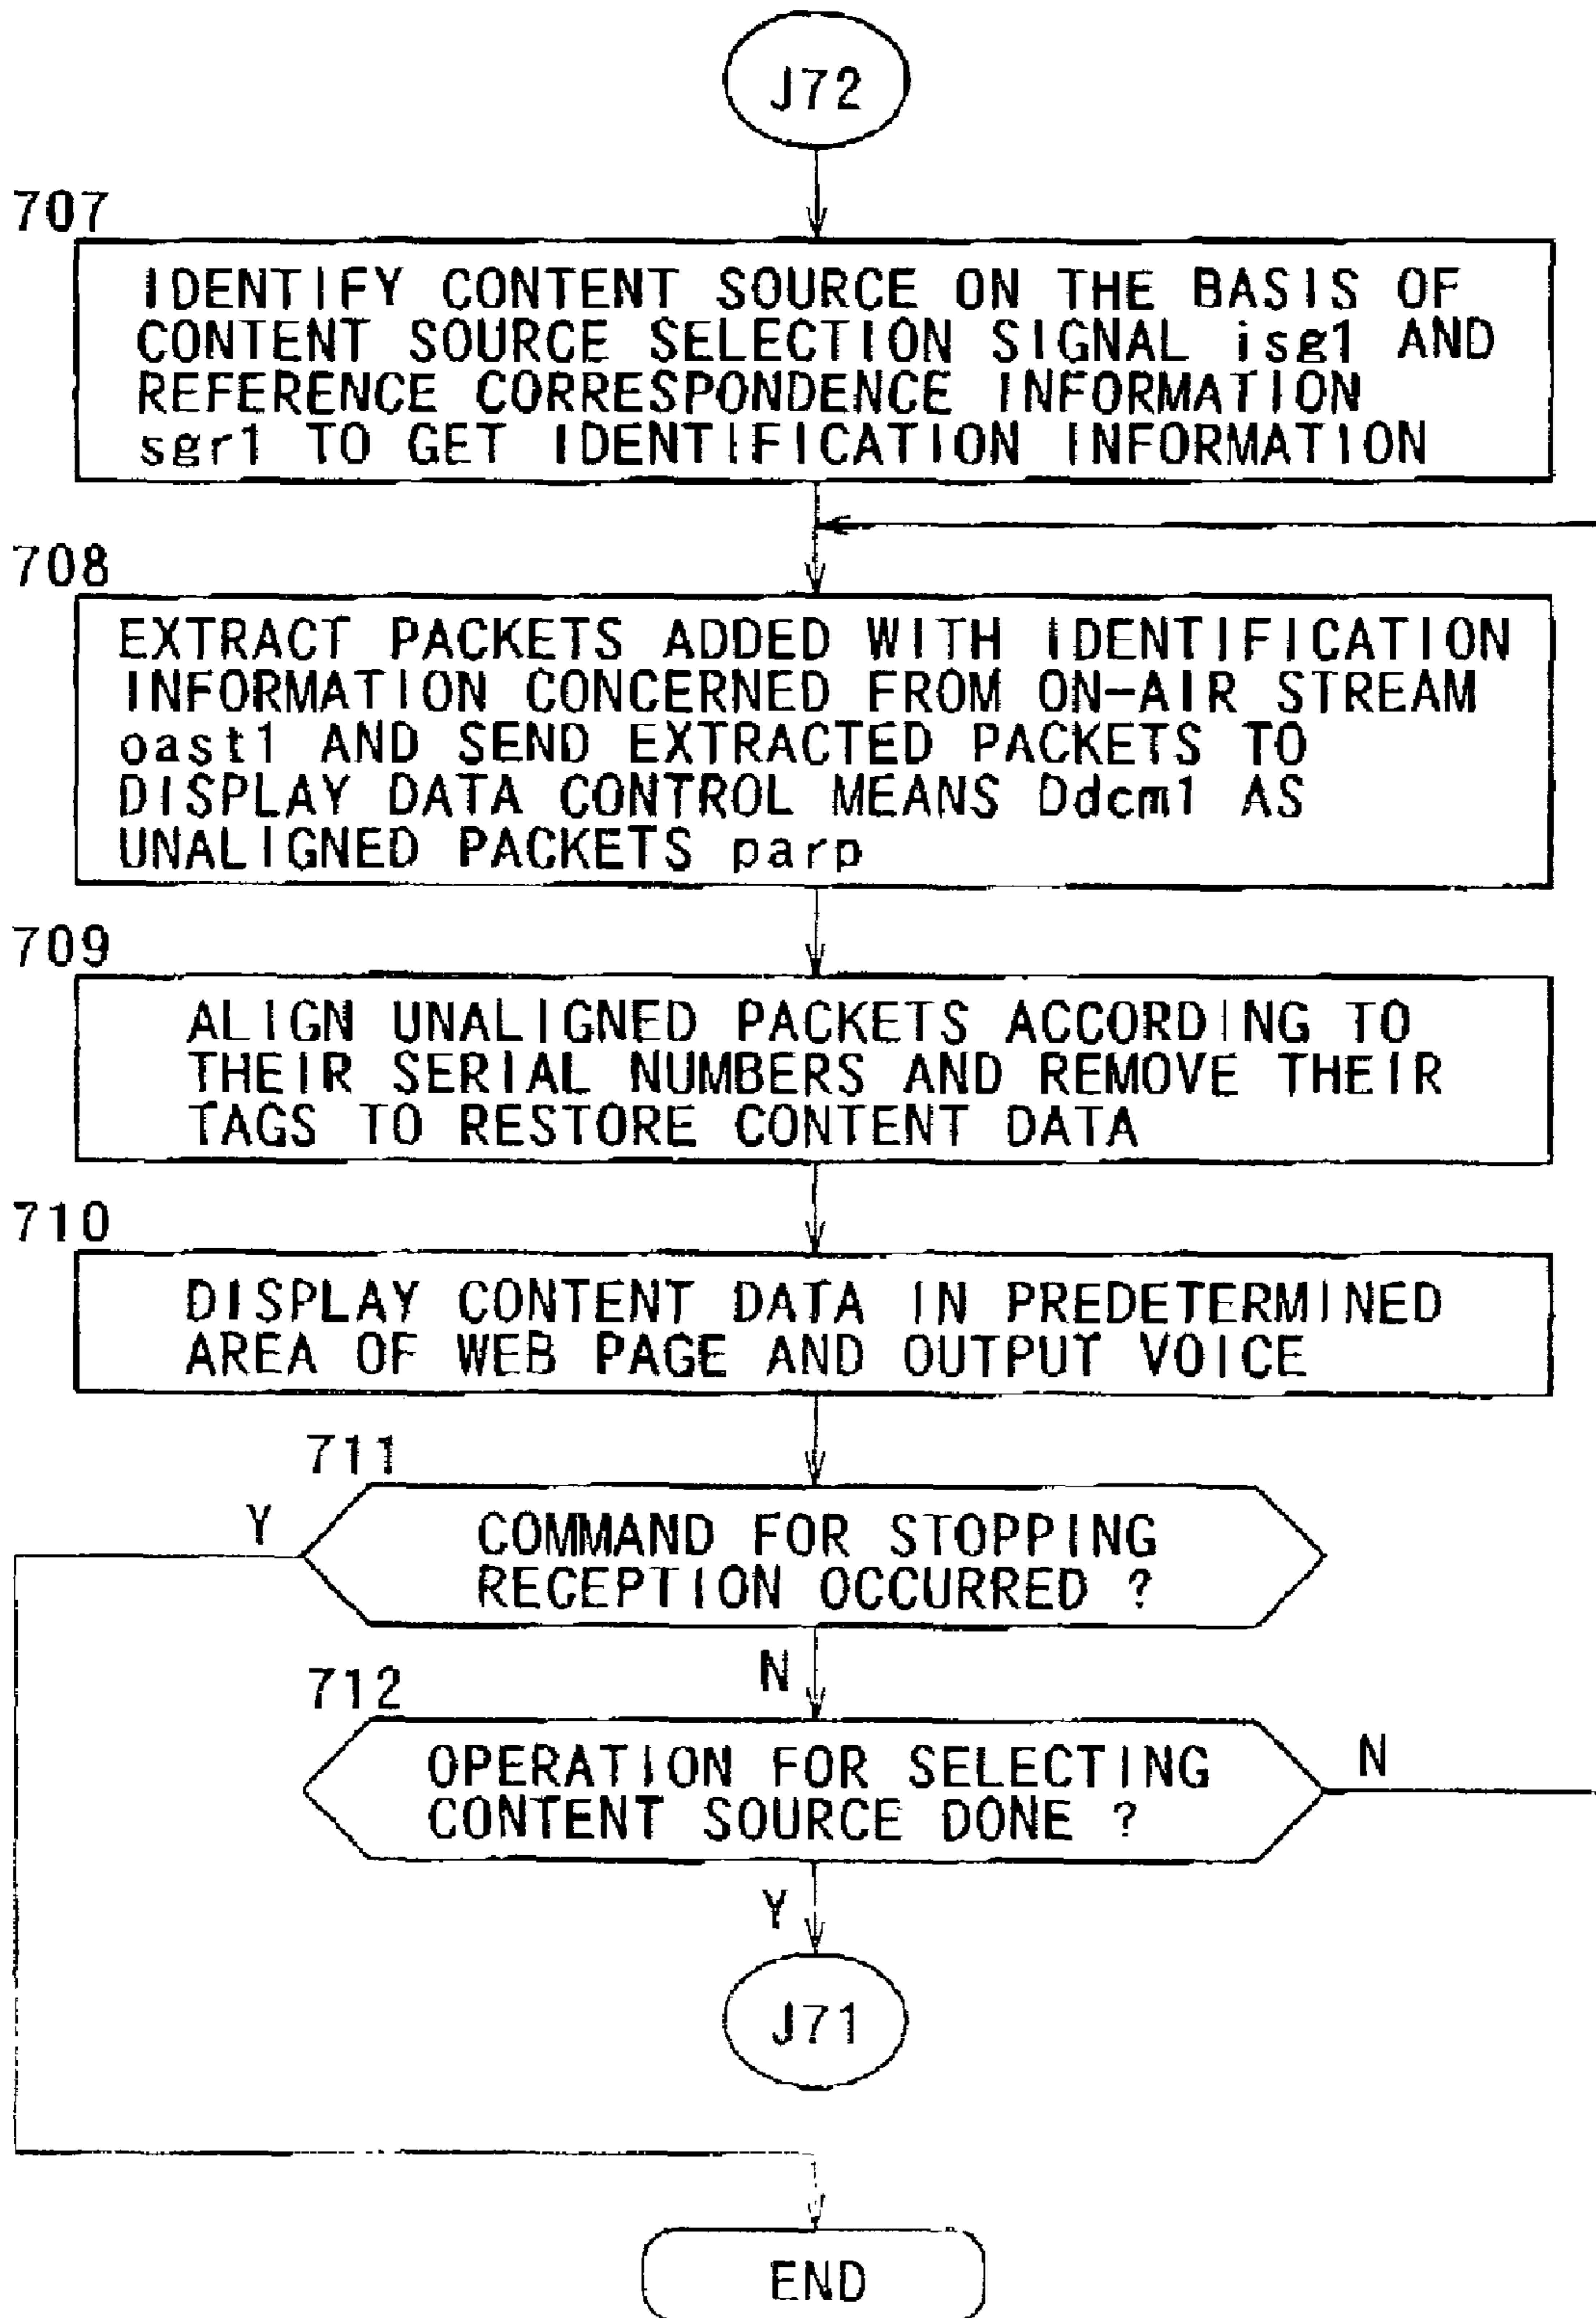 J72
707
IDENTIFY CONTENT SOURCE ON THE BASIS OF
CONTENT SOURCE SELECTION SIGNAL isg1 AND
REFERENCE CORRESPONDENCE INFORMATION
sgr1 TO GET IDENTIFICATION INFORMATION
708
EXTRACT PACKETS ADDED WITH IDENTIFICATION
INFORMATION CONCERNED FROM ON-AIR STREAM
oast1 AND SEND EXTRACTED PACKETS TO
DISPLAY DATA CONTROL MEANS Ddcm1 AS
UNALIGNED PACKETS parp
709
ALIGN UNALIGNED PACKETS ACCORDING TO
THEIR SERIAL NUMBERS AND REMOVE THEIR
TAGS TO RESTORE CONTENT DATA
710
DISPLAY CONTENT DATA IN PREDETERMINED
AREA OF WEB PAGE AND OUTPUT VOICE
711
Y
COMMAND FOR STOPPING
RECEPTION OCCURRED ?
N
712
OPERATION FOR SELECTING
CONTENT SOURCE DONE ?
N
Y
J71
END